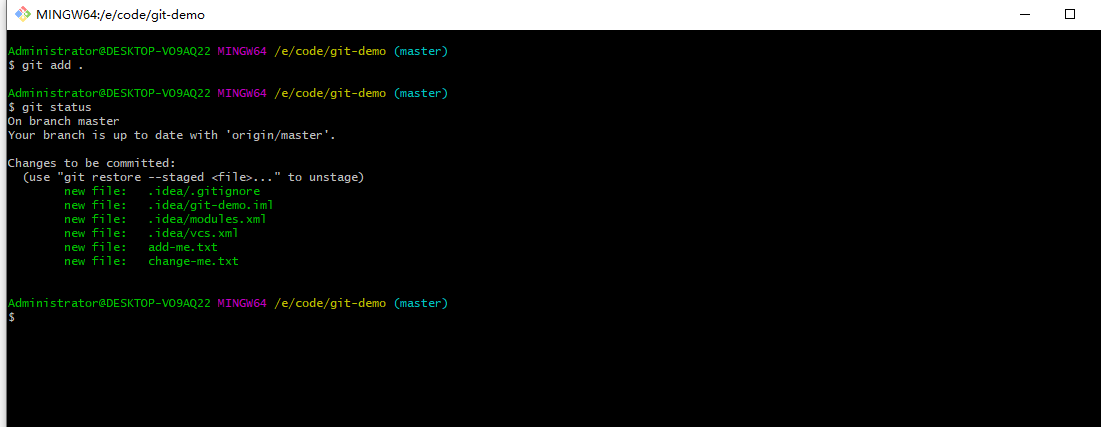 MINGW64:/e/code/git-demo
Administrator@DESKTOP-VO9AQ22 MINGW64 /e/code/git-demo (master)
$ git add .
Administrator@DESKTOP-VO9AQ22 MINGW64 /e/code/git-demo (master)
$ git status
On branch master
Your branch is up to date with 'origin/master'.
Changes to be committed:
  (use "git restore --staged <file>..." to unstage)
        new file:   .idea/.gitignore
        new file:   .idea/git-demo.iml
        new file:   .idea/modules.xml
        new file:   .idea/vcs.xml
        new file:   add-me.txt
        new file:   change-me.txt
Administrator@DESKTOP-VO9AQ22 MINGW64 /e/code/git-demo (master)
$